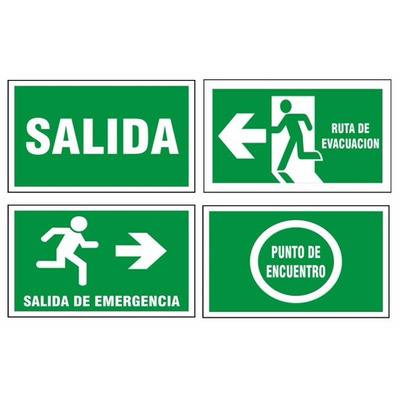 SALIDA
RUTA DE
EVACUACION
SALIDA DE EMERGENCIA
PUNTO DE
ENCUENTRO